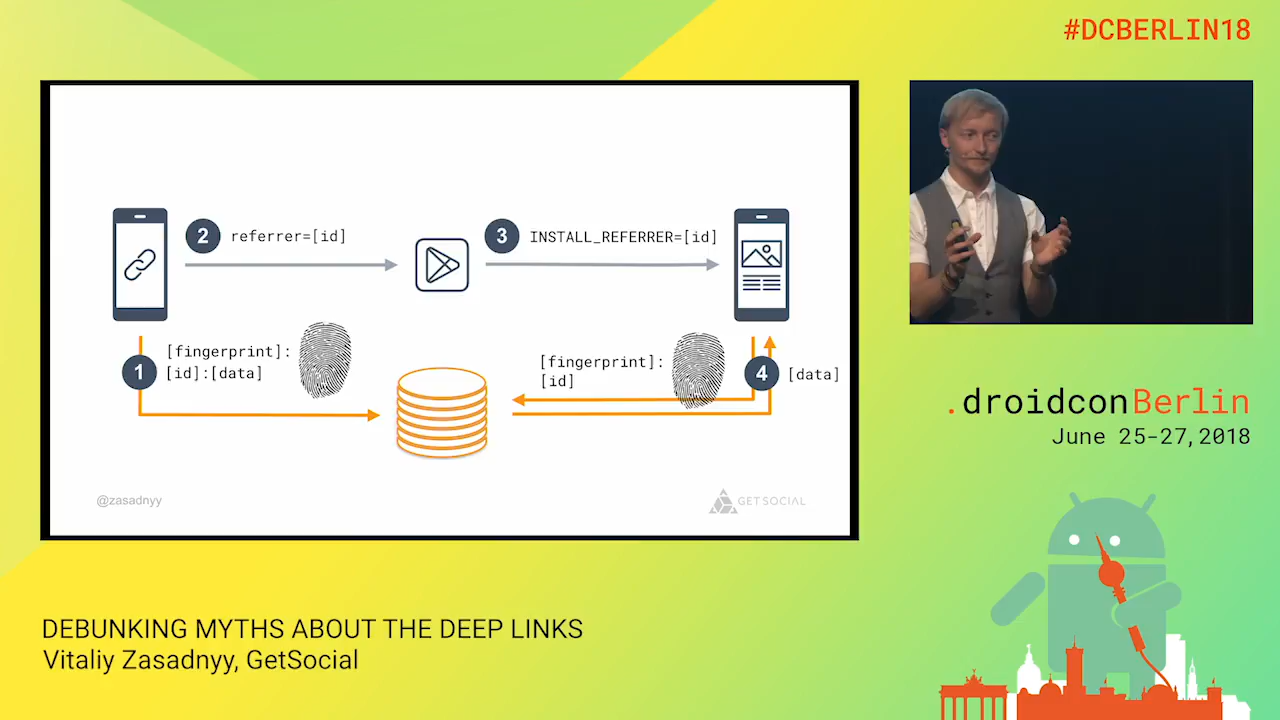 #DCBERLIN18
2
referrer=[id]
3
INSTALL_REFERRER=[id]
1
[fingerprint]:
[id]:[data]
[fingerprint]:
[id]
4
[data]
@zasadnyy
GETSOCIAL
.droidconBerlin
June 25-27,2018
DEBUNKING MYTHS ABOUT THE DEEP LINKS
Vitaliy Zasadnyy, GetSocial